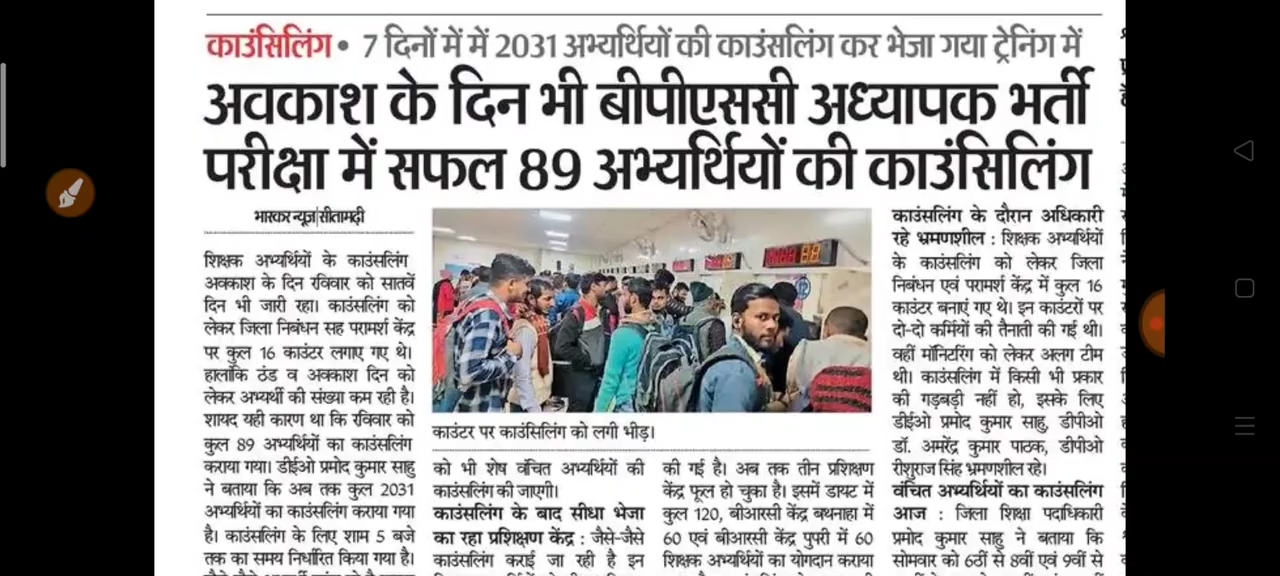 काउंसिलिंग • 7 दिनों में में 2031 अभ्यर्थियों की काउंसलिंग कर भेजा गया ट्रेनिंग में
अवकाश के दिन भी बीपीएससी अध्यापक भर्ती
परीक्षा में सफल 89 अभ्यर्थियों की काउंसिलिंग
भास्कर न्यूज|सीतामढ़ी
शिक्षक अभ्यर्थियों के काउंसलिंग
अवकाश के दिन रविवार को सातवें
दिन भी जारी रहा। काउंसलिंग को
लेकर जिला निबंधन सह परामर्श केंद्र
पर कुल 16 काउंटर लगाए गए थे।
हालांकि ठंड व अवकाश दिन को
लेकर अभ्यर्थी की संख्या कम रही है।
शायद यही कारण था कि रविवार को
कुल 89 अभ्यर्थियों का काउंसलिंग
कराया गया। डीईओ प्रमोद कुमार साहु
ने बताया कि अब तक कुल 2031
अभ्यर्थियों का काउंसलिंग कराया गया
है। काउंसलिंग के लिए शाम 5 बजे
तक का समय निर्धारित किया गया है।
काउंटर पर काउंसिलिंग को लगी भीड़।
को भी शेष वंचित अभ्यर्थियों की
काउंसलिंग की जाएगी।
काउंसलिंग के बाद सीधा भेजा
का रहा प्रशिक्षण केंद्र : जैसे-जैसे
काउंसलिंग कराई जा रही है इन
की गई है। अब तक तीन प्रशिक्षण
केंद्र फूल हो चुका है। इसमें डायट में
कुल 120, बीआरसी केंद्र बथनाहा में
60 एवं बीआरसी केंद्र पुपरी में 60
शिक्षक अभ्यर्थियों का योगदान कराया
काउंसलिंग के दौरान अधिकारी
रहे भ्रमणशील : शिक्षक अभ्यर्थियों
के काउंसलिंग को लेकर जिला
निबंधन एवं परामर्श केंद्र में कुल 16
काउंटर बनाएं गए थे। इन काउंटरों पर
दो-दो कर्मियों की तैनाती की गई थी।
वहीं मॉनिटरिंग को लेकर अलग टीम
थी। काउंसलिंग में किसी भी प्रकार
की गड़बड़ी नहीं हो, इसके लिए
डीईओ प्रमोद कुमार साहु, डीपीओ
डॉ. अमरेंद्र कुमार पाठक, डीपीओ
रीशुराज सिंह भ्रमणशील रहे।
वंचित अभ्यर्थियों का काउंसलिंग
आज : जिला शिक्षा पदाधिकारी
प्रमोद कुमार साहु ने बताया कि
सोमवार को 6ठीं से 8वीं एवं 9वीं से